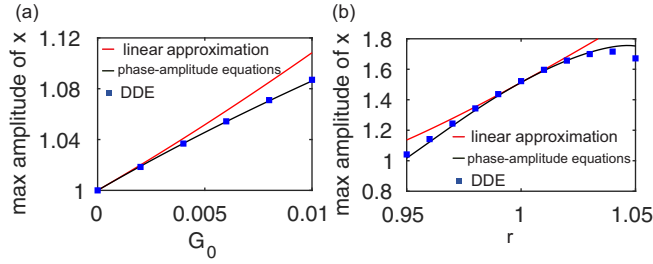 (a)
max amplitude of x
1.12
1.08
1.04
1
linear approximation
phase-amplitude equations
DDE
0
0.005
0.01
G0
(b)
max amplitude of x
1.8
1.6
1.4
1.2
1
0.8
linear approximation
phase-amplitude equations
DDE
0.95
1
1.05
r